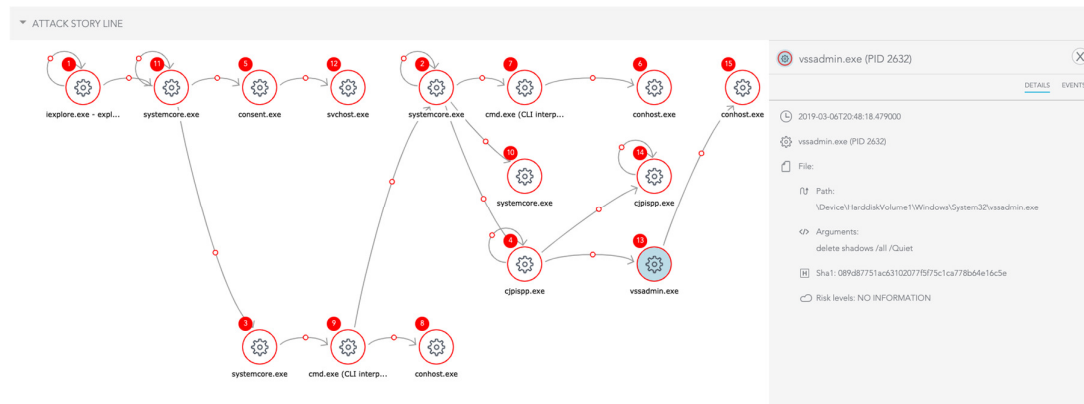 ATTACK STORY LINE
1
11
5
12
2
7
6
15
iexplore.exe - expl...
systemcore.exe
consent.exe
svchost.exe
systemcore.exe
cmd.exe (CLI interp...
conhost.exe
conhost.exe
10
14
systemcore.exe
cjpispp.exe
4
13
cjpispp.exe
vssadmin.exe
3
9
8
systemcore.exe
cmd.exe (CLI interp...
conhost.exe
vssadmin.exe (PID 2632)
X
DETAILS EVENTS
2019-03-06T20:48:18.479000
vssadmin.exe (PID 2632)
File:
Path:
\Device\HarddiskVolume1\Windows\System32\vssadmin.exe
</> Arguments:
delete shadows /all /Quiet
H Sha1: 089d87751ac63102077f5f75c1ca778b64e16c5e
Risk levels: NO INFORMATION